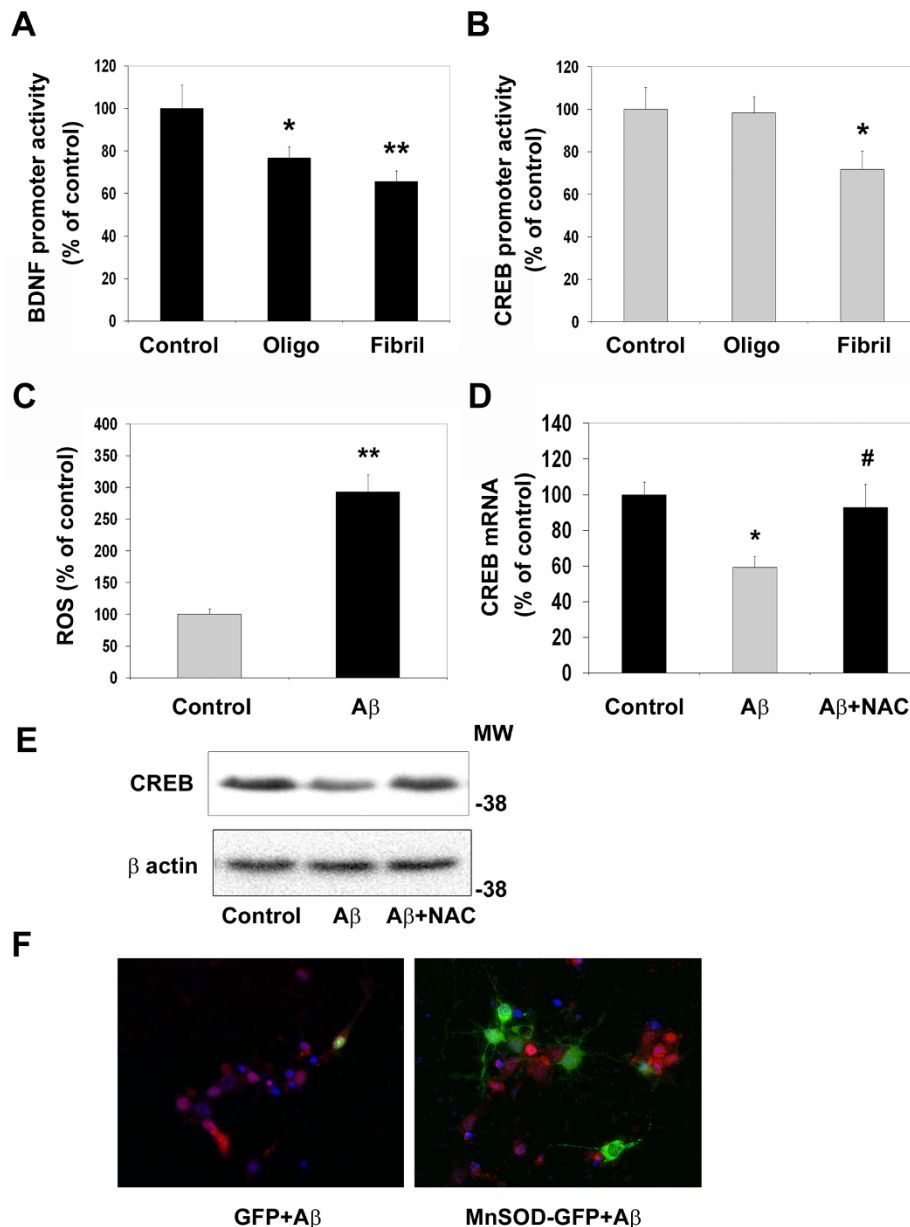 A
BDNF promoter activity
(% of control)
120
100
80
60
40
20
0
*
**
Control Oligo Fibril
B
CREB promoter activity
(% of control)
120
100
80
60
40
20
0
*
Control Oligo Fibril
C
ROS (% of control)
400
350
300
250
200
150
100
50
0
**
Control Aβ
D
CREB mRNA
(% of control)
140
120
100
80
60
40
20
0
*
#
Control Aβ Aβ+NAC
E
MW
CREB
-38
β actin
-38
Control Aβ Aβ+NAC
F
GFP+Aβ MnSOD-GFP+Aβ